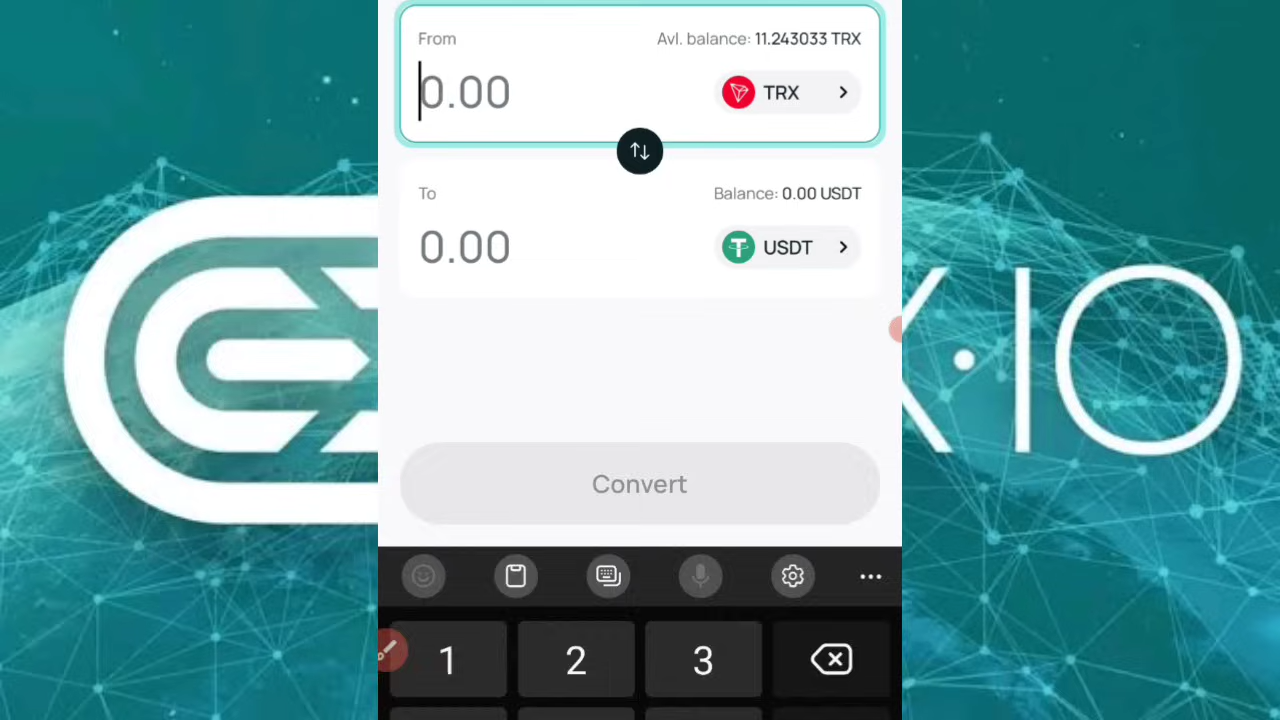 From
Avl. balance: 11.243033 TRX
0.00
TRX
To
Balance: 0.00 USDT
0.00
USDT
X·IO
Convert
1 2 3